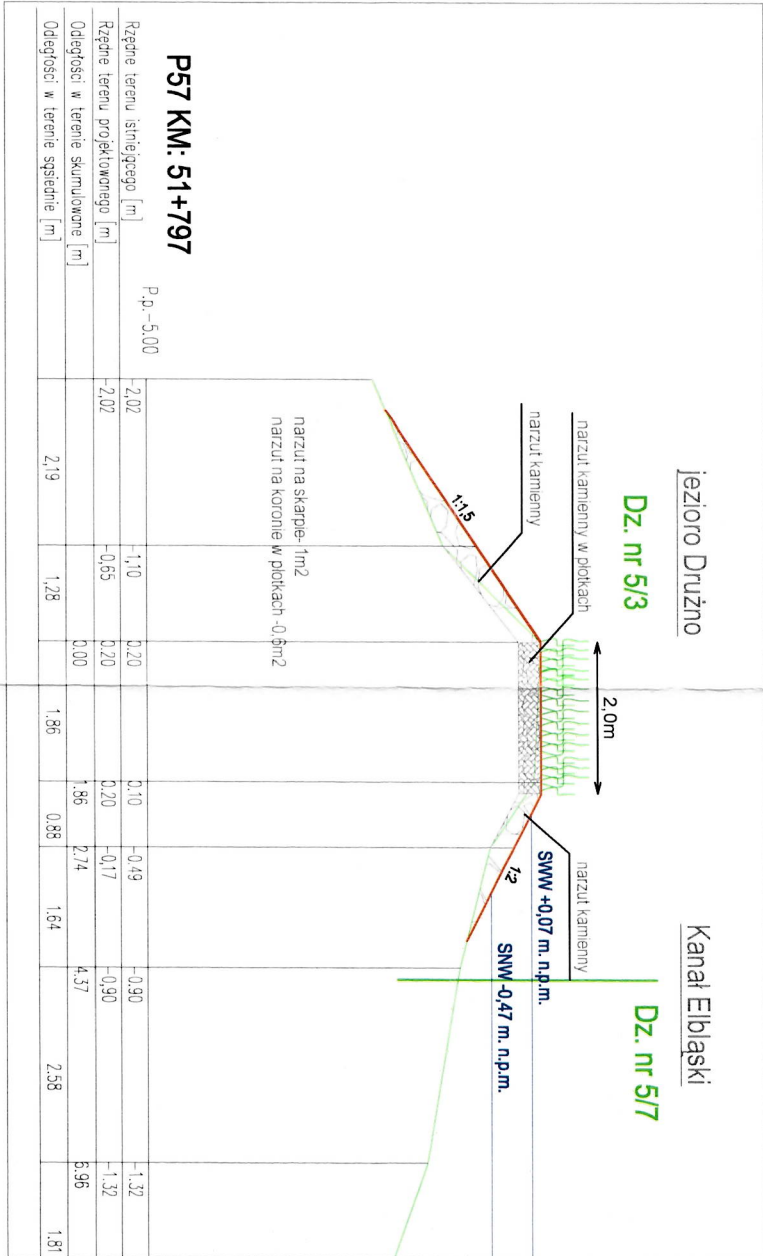 jezioro Drużno
Kanał Elbląski
Dz. nr 5/3
Dz. nr 5/7
2,0m
narzut kamienny w płotkach
narzut kamienny
narzut kamienny
1:1,5
1:2
SWW +0,07 m. n.p.m.
SNW -0,47 m. n.p.m.
narzut na skarpie- 1m2
narzut na koronie w płotkach -0,6m2
P57 KM: 51+797
P.p.-5.00
Rzędne terenu istniejącego [m] -2,02 -1,10 0.20 0.10 -0.49 -0.90 -1.32
Rzędne terenu projektowanego [m] -2,02 -0,65 0.20 0.20 -0,17 -0,90 -1.32
Odległości w terenie skumulowane [m] 0.00 1.86 2.74 4.37 6.96
Odległości w terenie sąsiednie [m] 2,19 1,28 1.86 0.88 1.64 2.58 1.81